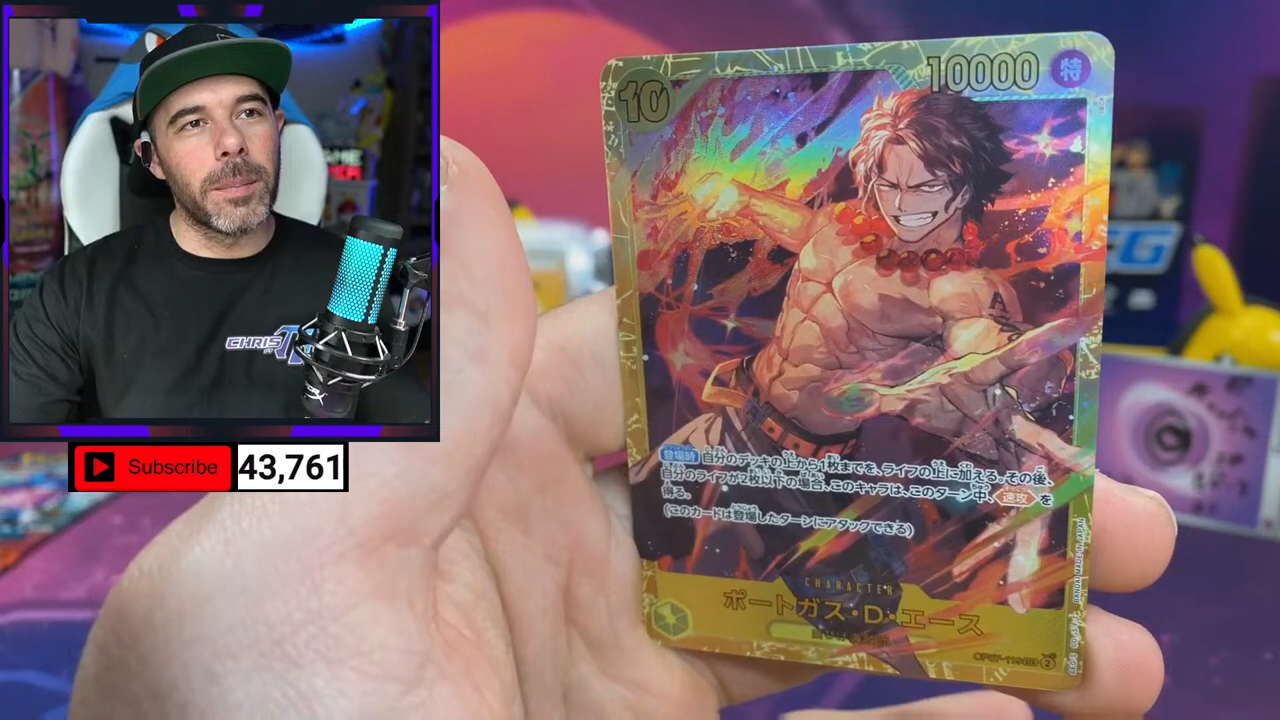 10
10000
特
CHRIS
Subscribe
43,761
登場時 自分のデッキの上から1枚までを、ライフの上に加える。その後、
自分のライフが2枚以下の場合、このキャラは、このターン中、速攻を
得る。
(このカードは登場したターンにアタックできる)
CHARACTER
ポートガス・D・エース